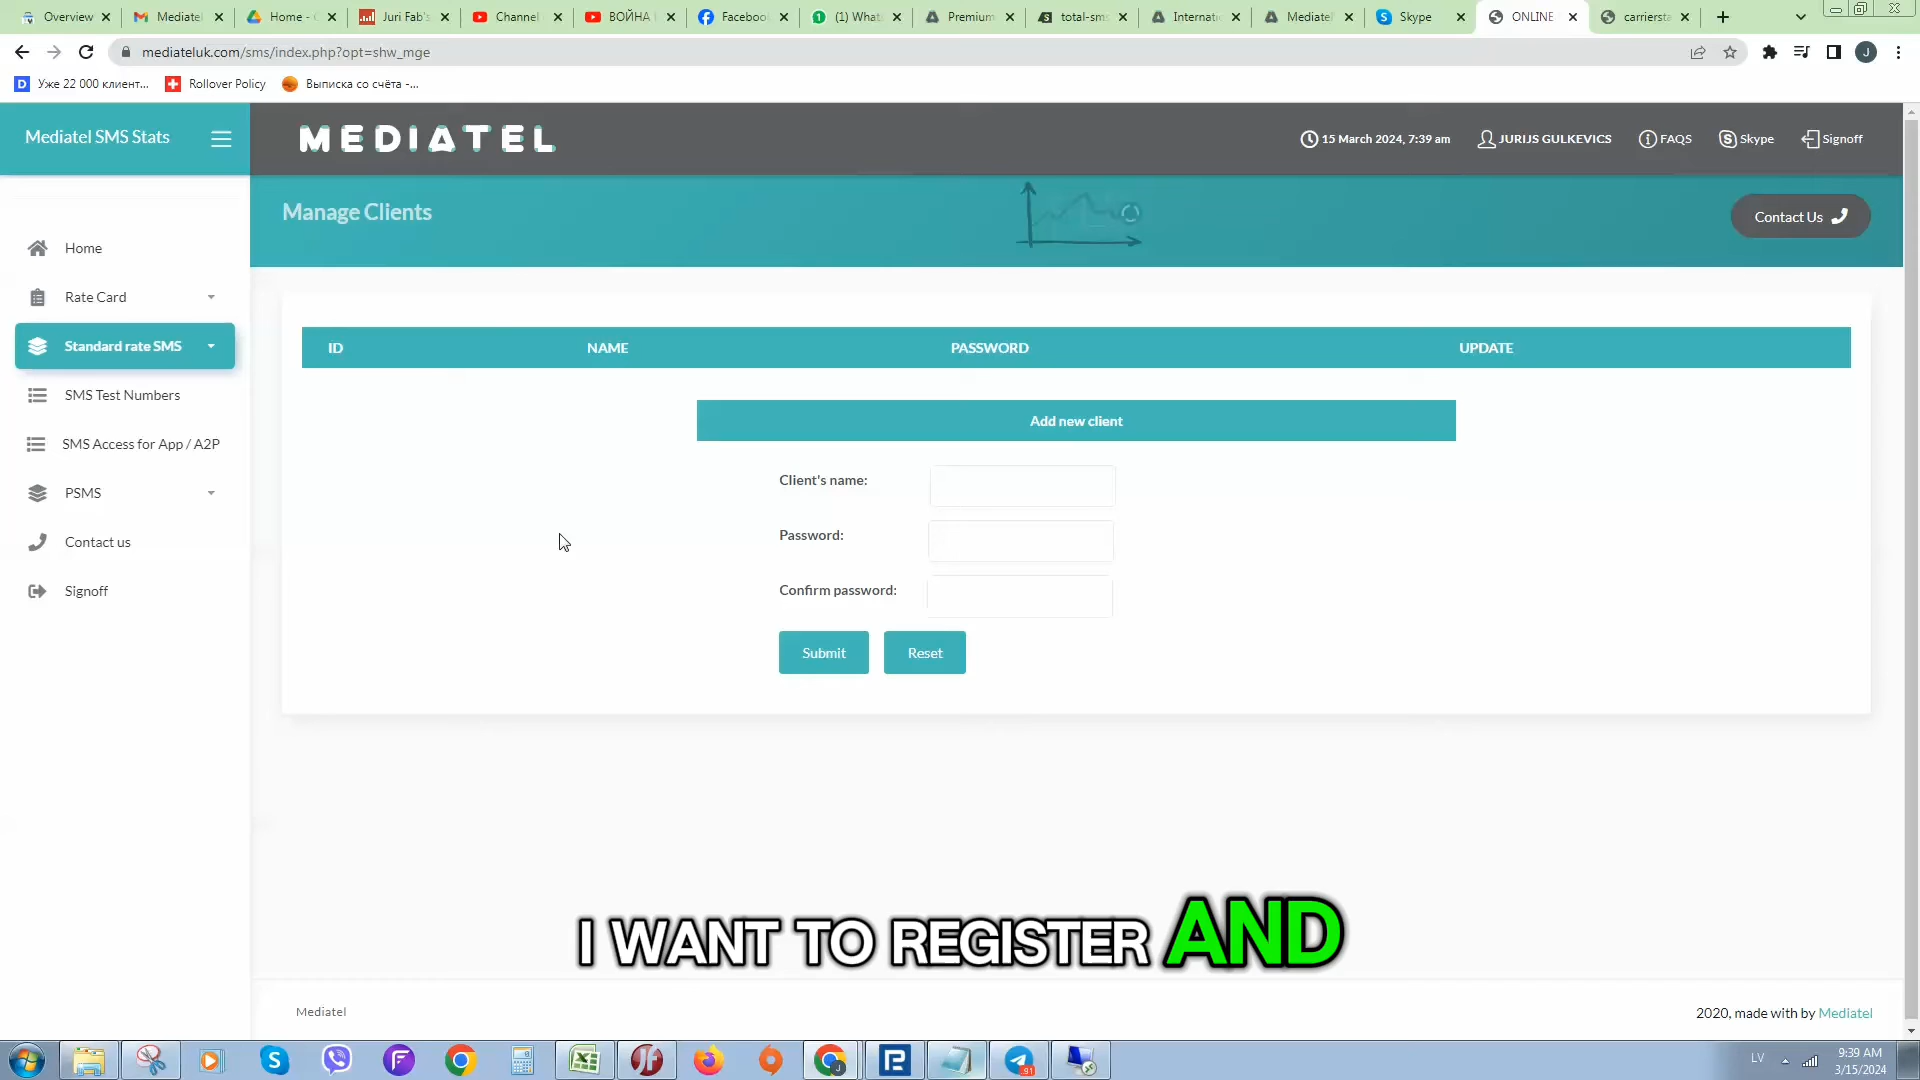 Overview
Mediatel
Home -
Juri Fab's
Channel
ВОЙНА
Facebook
(1) What
Premium
total-sms
Internati
Mediatel
Skype
ONLINE
carriersta
mediateluk.com/sms/index.php?opt=shw_mge
Уже 22 000 клиент...
Rollover Policy
Выписка со счёта -...
Mediatel SMS Stats
MEDIATEL
15 March 2024, 7:39 am
JURIJS GULKEVICS
FAQS
Skype
Signoff
Manage Clients
Contact Us
Home
Rate Card
Standard rate SMS
SMS Test Numbers
SMS Access for App / A2P
PSMS
Contact us
Signoff
ID
NAME
PASSWORD
UPDATE
Add new client
Client's name:
Password:
Confirm password:
Submit
Reset
I WANT TO REGISTER AND
Mediatel
2020, made with by Mediatel
91
LV
9:39 AM
3/15/2024